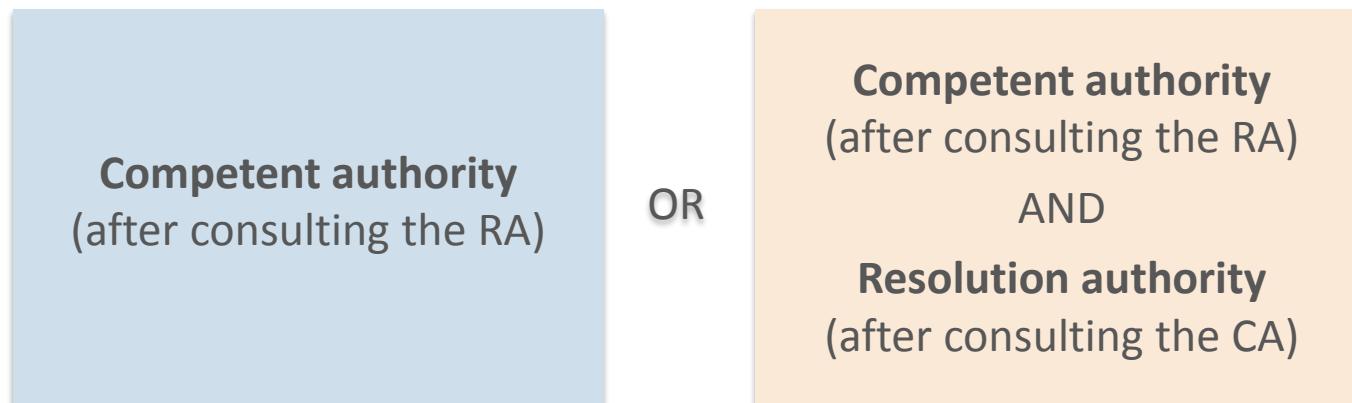 Competent authority
(after consulting the RA)
OR
Competent authority
(after consulting the RA)
AND
Resolution authority
(after consulting the CA)